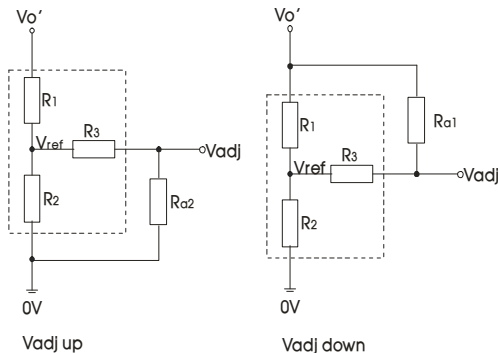 Vo'
R1
Vref
R3
Vadj
R2
Ra2
0V
Vadj up
Vo'
R1
Ra1
Vref
R3
Vadj
R2
0V
Vadj down